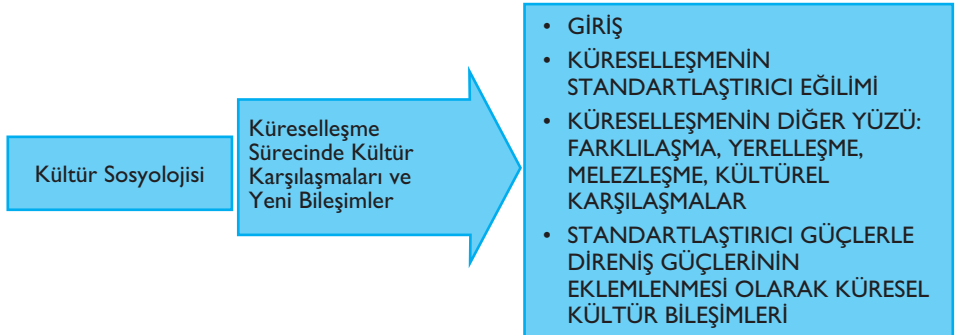 Kültür Sosyolojisi
Küreselleşme
Sürecinde Kültür
Karşılaşmaları ve
Yeni Bileşimler
• GİRİŞ
• KÜRESELLEŞMENİN
STANDARTLAŞTIRICI EĞİLİMİ
• KÜRESELLEŞMENİN DİĞER YÜZÜ:
FARKLILAŞMA, YERELLEŞME,
MELEZLEŞME, KÜLTÜREL
KARŞILAŞMALAR
• STANDARTLAŞTIRICI GÜÇLERLE
DİRENİŞ GÜÇLERİNİN
EKLEMLENMESİ OLARAK KÜRESEL
KÜLTÜR BİLEŞİMLERİ